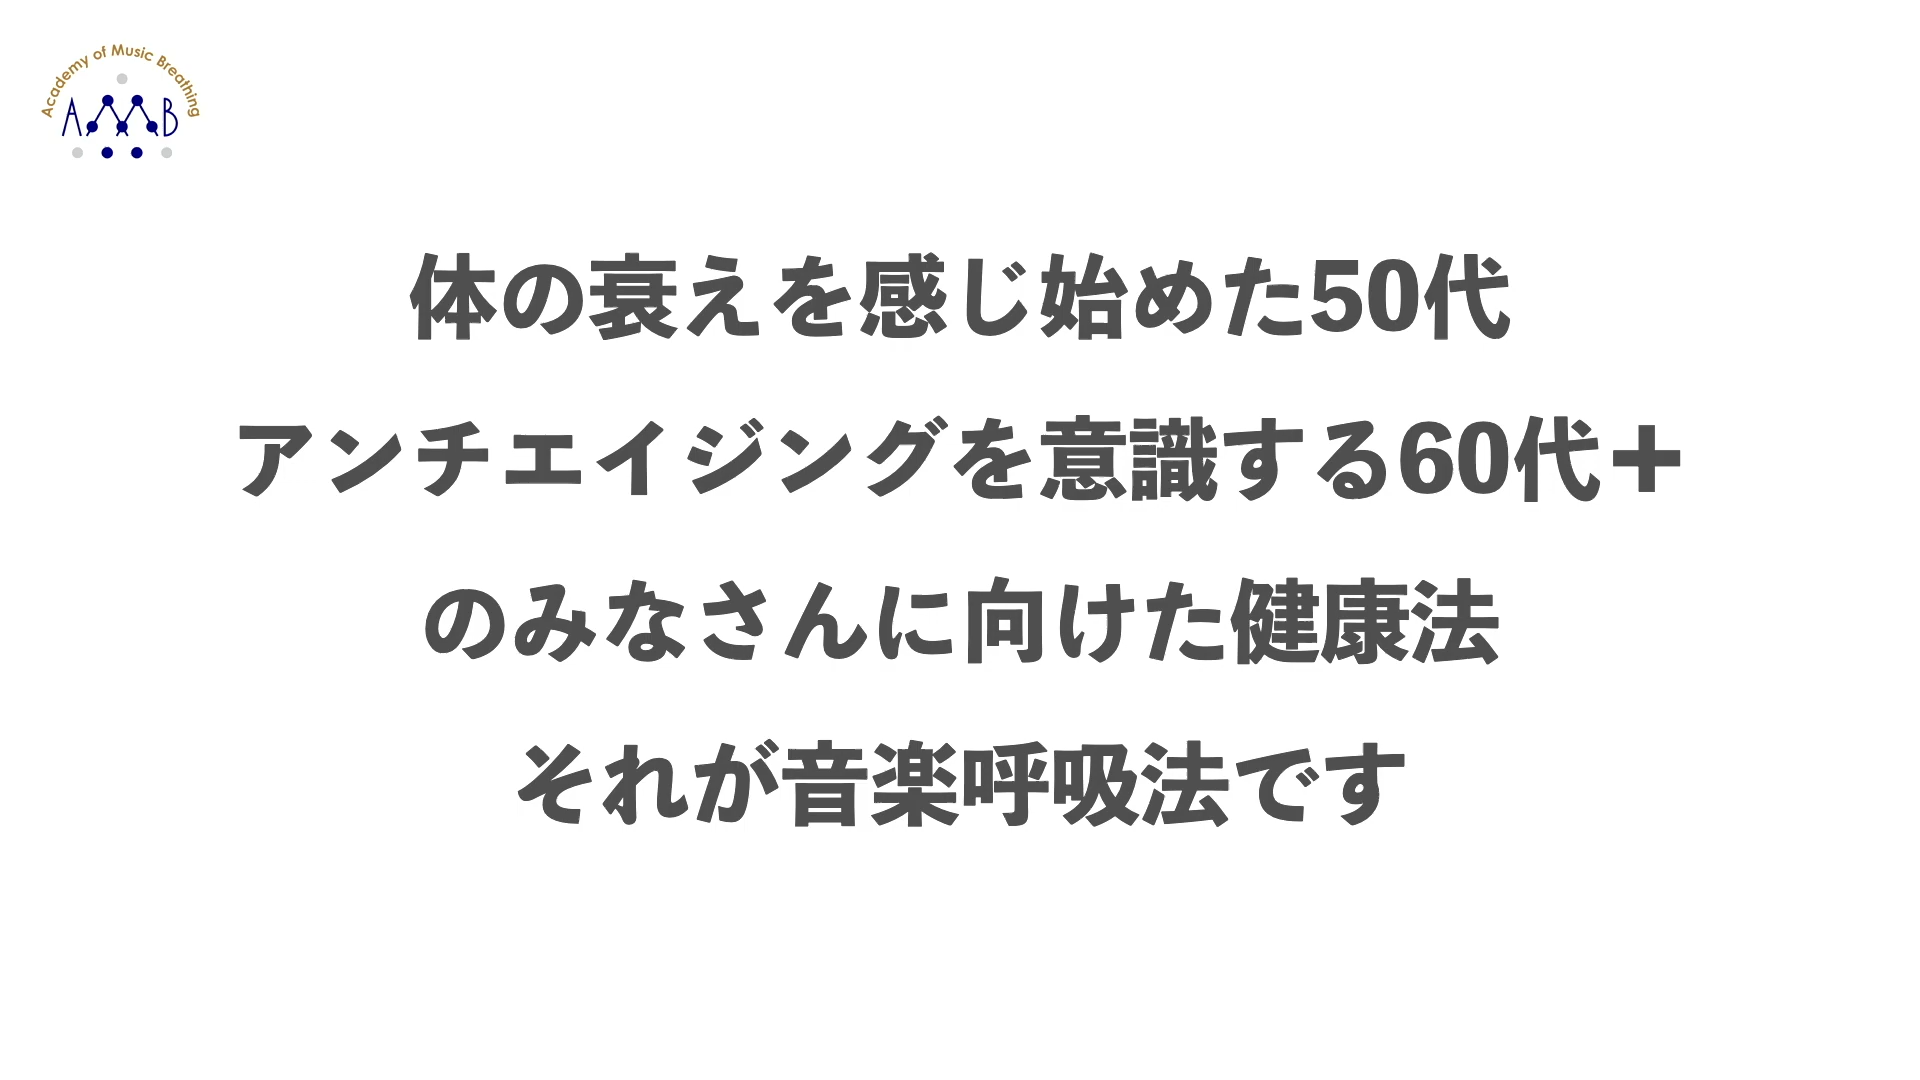 Academy of Music Breathing
AMB
体の衰えを感じ始めた50代
アンチエイジングを意識する60代＋
のみなさんに向けた健康法
それが音楽呼吸法です